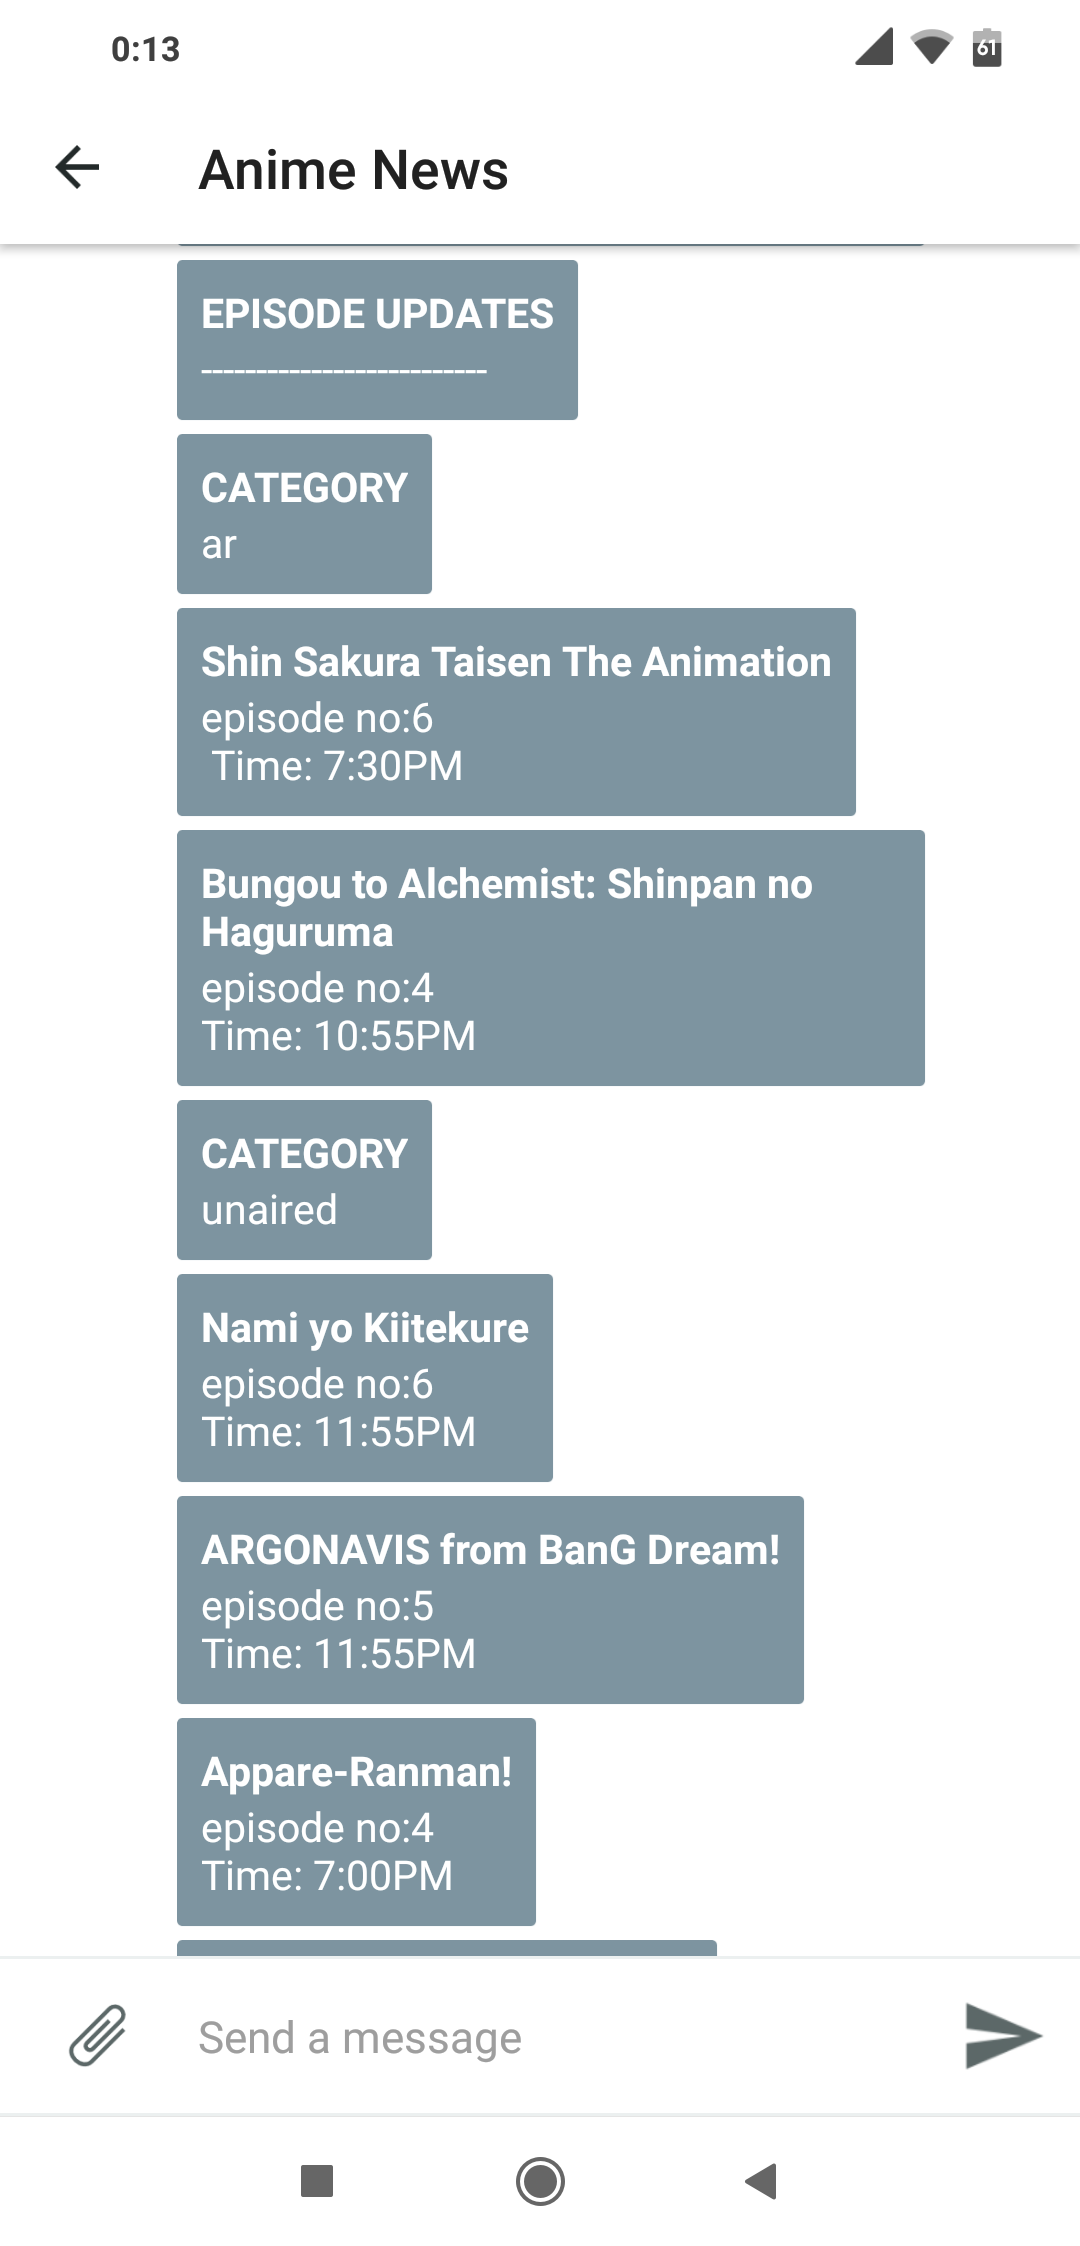 0:13
61
Anime News
EPISODE UPDATES
--------------------------
CATEGORY
ar
Shin Sakura Taisen The Animation
episode no:6
Time: 7:30PM
Bungou to Alchemist: Shinpan no
Haguruma
episode no:4
Time: 10:55PM
CATEGORY
unaired
Nami yo Kiitekure
episode no:6
Time: 11:55PM
ARGONAVIS from BanG Dream!
episode no:5
Time: 11:55PM
Appare-Ranman!
episode no:4
Time: 7:00PM
Send a message